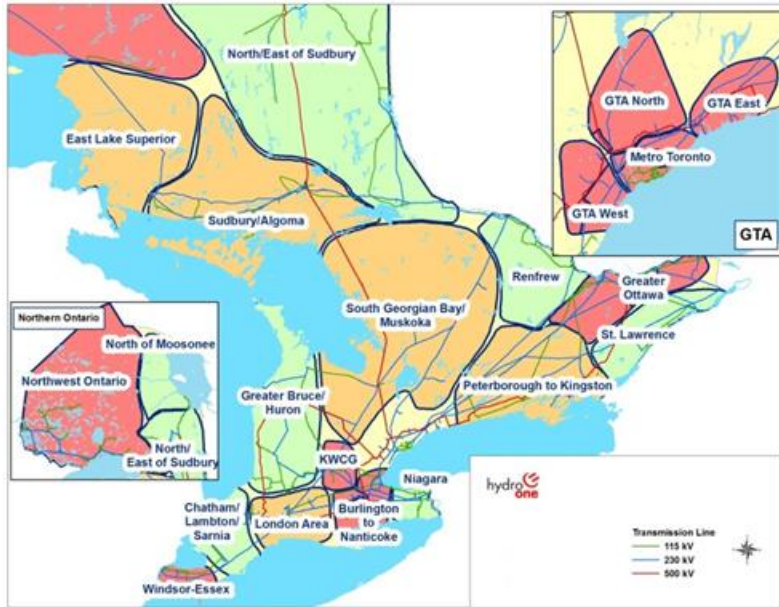 North/East of Sudbury
East Lake Superior
Sudbury/Algoma
GTA North
GTA East
Metro Toronto
GTA West
GTA
Renfrew
Greater
Ottawa
South Georgian Bay/
Muskoka
St. Lawrence
Northern Ontario
North of Moosonee
Northwest Ontario
North/
East of Sudbury
Peterborough to Kingston
Greater Bruce/
Huron
KWCG
Niagara
Chatham/
Lambton/
Sarnia
London Area
Burlington
to
Nanticoke
Windsor-Essex
hydro
one
Transmission Line
115 kV
230 kV
500 kV